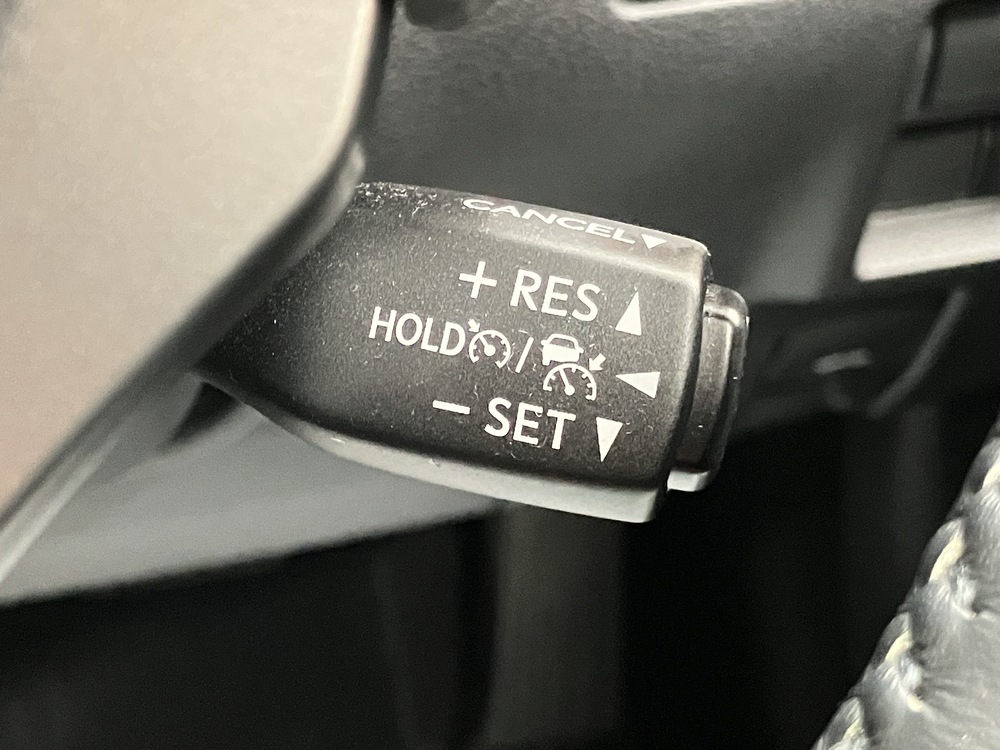 CANCEL
+ RES
HOLD /
− SET